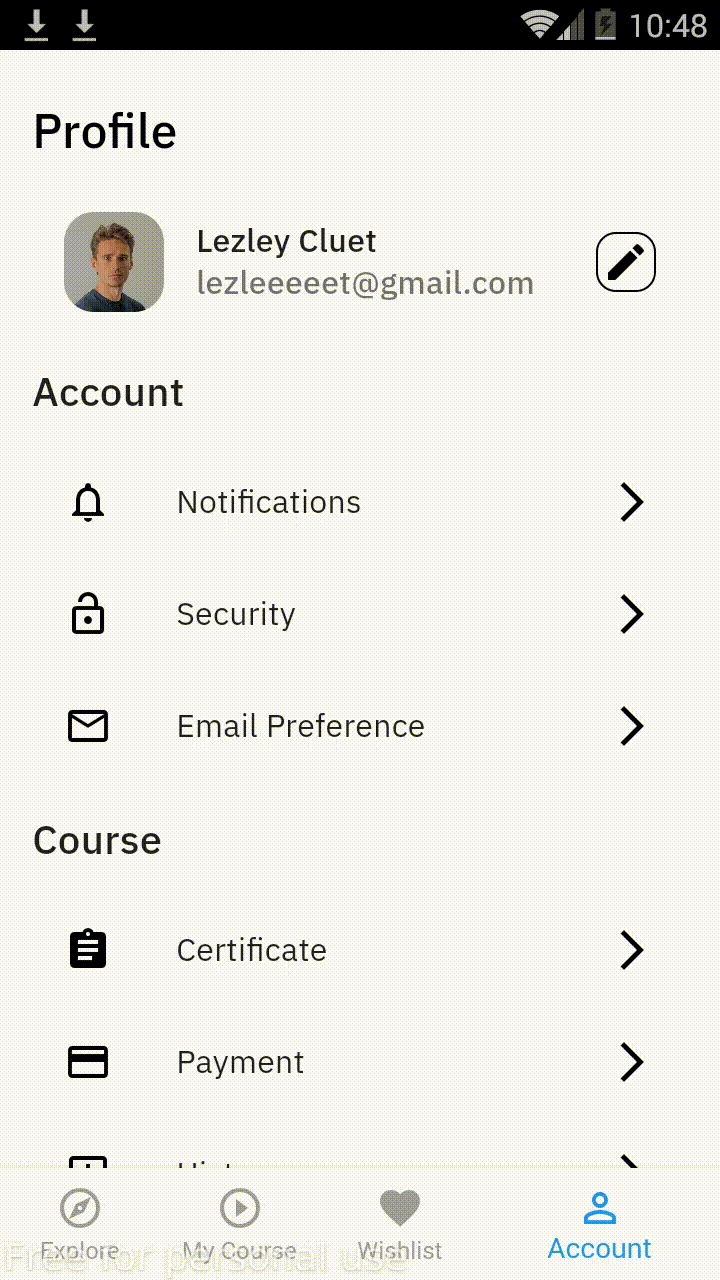 10:48
Profile
Lezley Cluet
lezleeeeet@gmail.com
Account
Notifications
Security
Email Preference
Course
Certificate
Payment
Explore
My Course
Wishlist
Account
Free for personal use